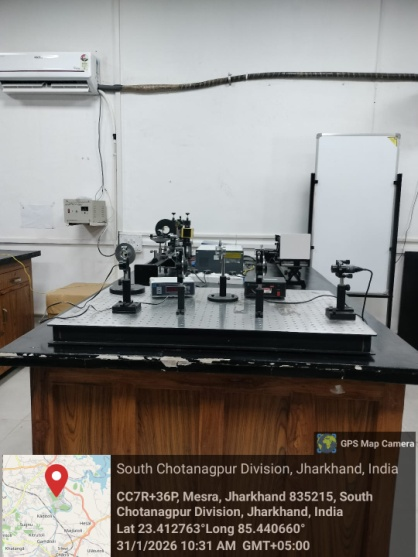 GPS Map Camera
South Chotanagpur Division, Jharkhand, India
CC7R+36P, Mesra, Jharkhand 835215, South
Chotanagpur Division, Jharkhand, India
Lat 23.412763° Long 85.440660°
31/1/2026 10:31 AM GMT+05:00